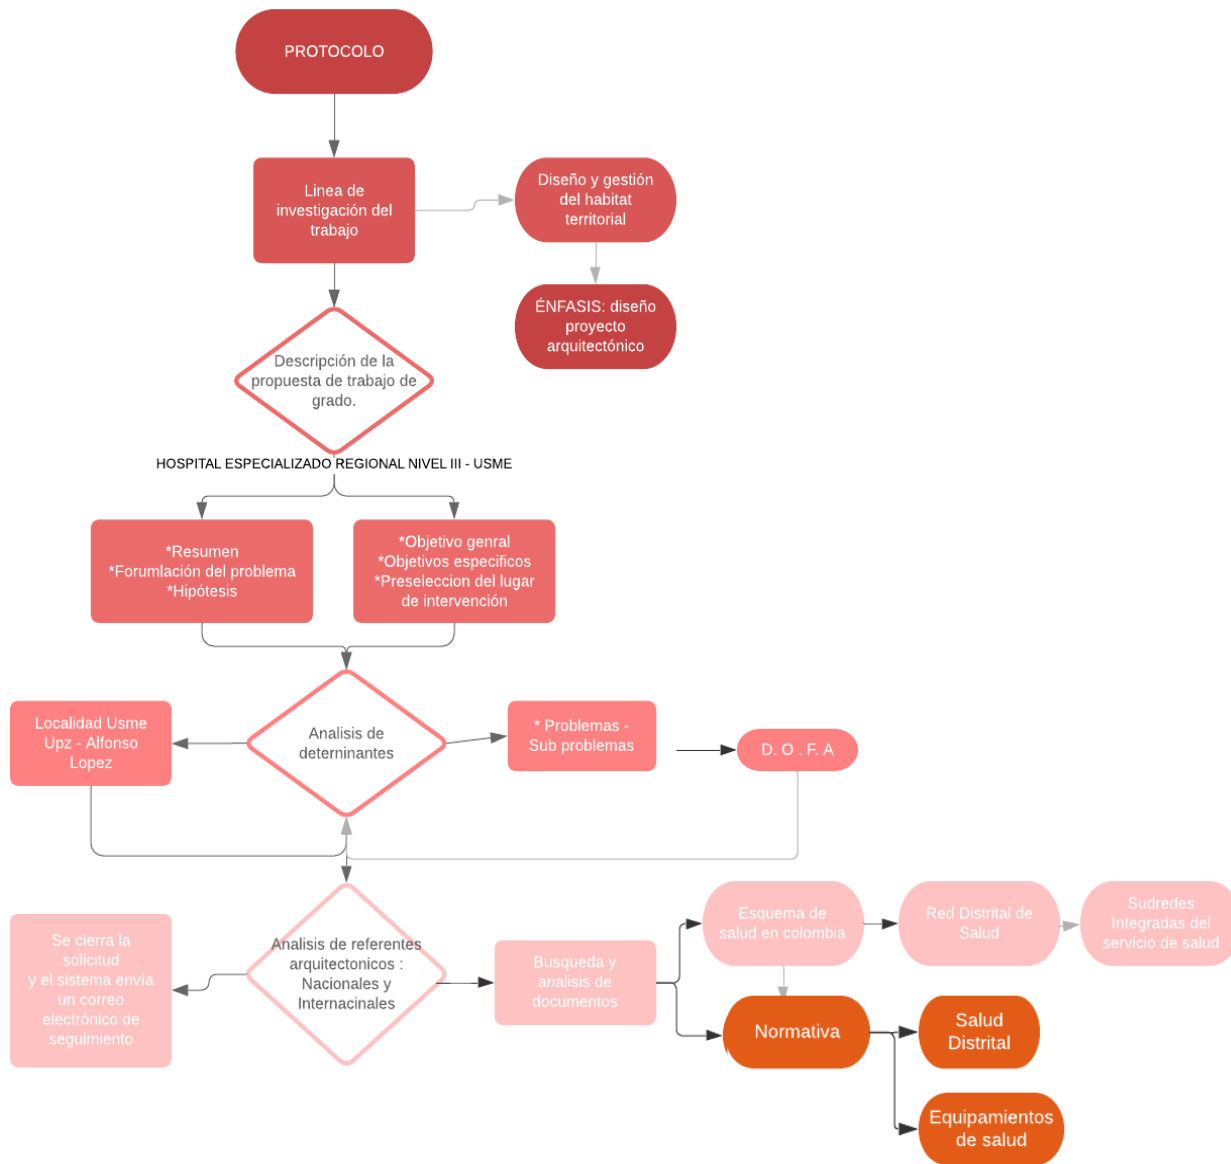 PROTOCOLO
Linea de
investigación del
trabajo
Diseño y gestión
del habitat
territorial
ÉNFASIS: diseño
proyecto
arquitectónico
Descripción de la
propuesta de trabajo de
grado.
HOSPITAL ESPECIALIZADO REGIONAL NIVEL III - USME
*Resumen
*Forumlación del problema
*Hipótesis
*Objetivo genral
*Objetivos especificos
*Preseleccion del lugar
de intervención
Localidad Usme
Upz - Alfonso
Lopez
Analisis de
deterninantes
* Problemas -
Sub problemas
D. O . F. A
Se cierra la
solicitud
y el sistema envía
un correo
electrónico de
seguimiento
Analisis de referentes
arquitectonicos :
Nacionales y
Internacinales
Busqueda y
analisis de
documentos
Esquema de
salud en colombia
Red Distrital de
Salud
Sudredes
Integradas del
servicio de salud
Normativa
Salud
Distrital
Equipamientos
de salud